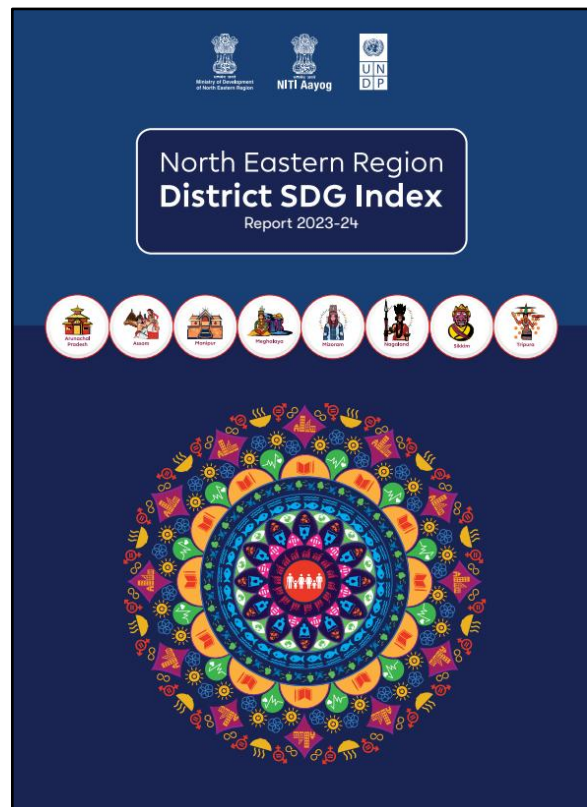 Ministry of Development
of North Eastern Region
NITI Aayog
U N
D P
North Eastern Region
District SDG Index
Report 2023-24
Arunachal
Pradesh
Assam
Manipur
Meghalaya
Mizoram
Nagaland
Sikkim
Tripura